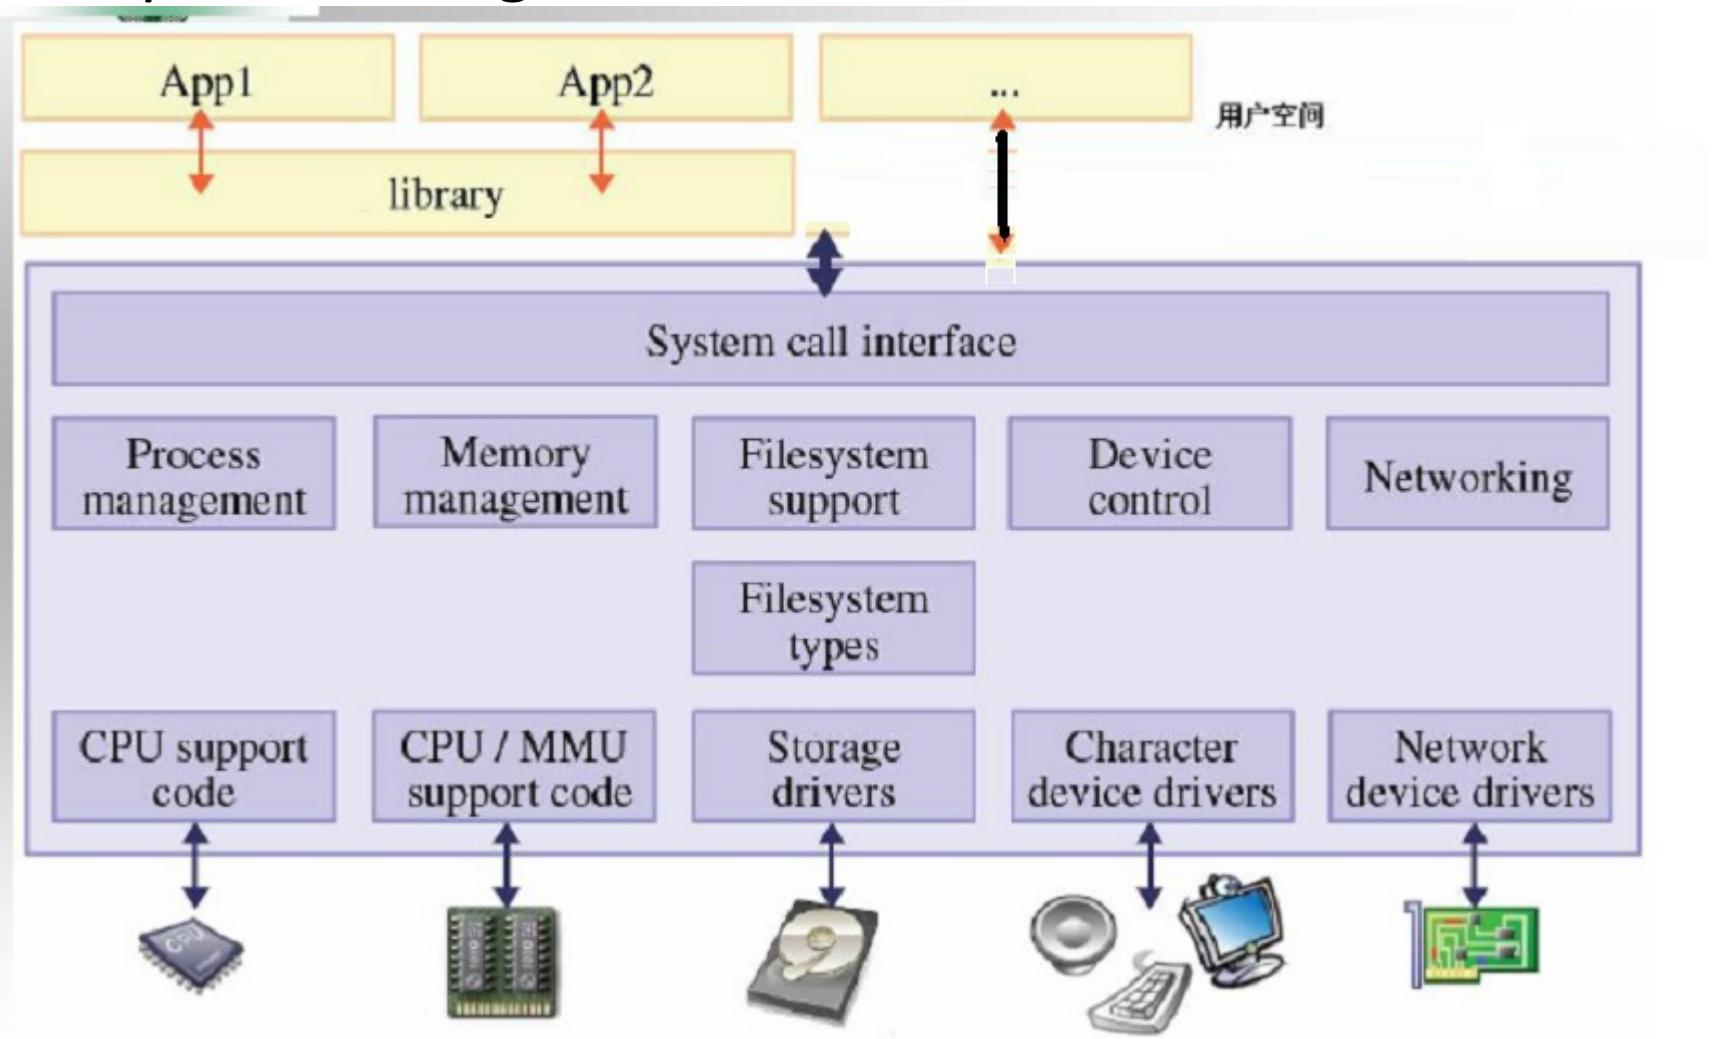 App1
App2
...
用户空间
library
System call interface
Process
management
Memory
management
Filesystem
support
Device
control
Networking
Filesystem
types
CPU support
code
CPU / MMU
support code
Storage
drivers
Character
device drivers
Network
device drivers
CPU